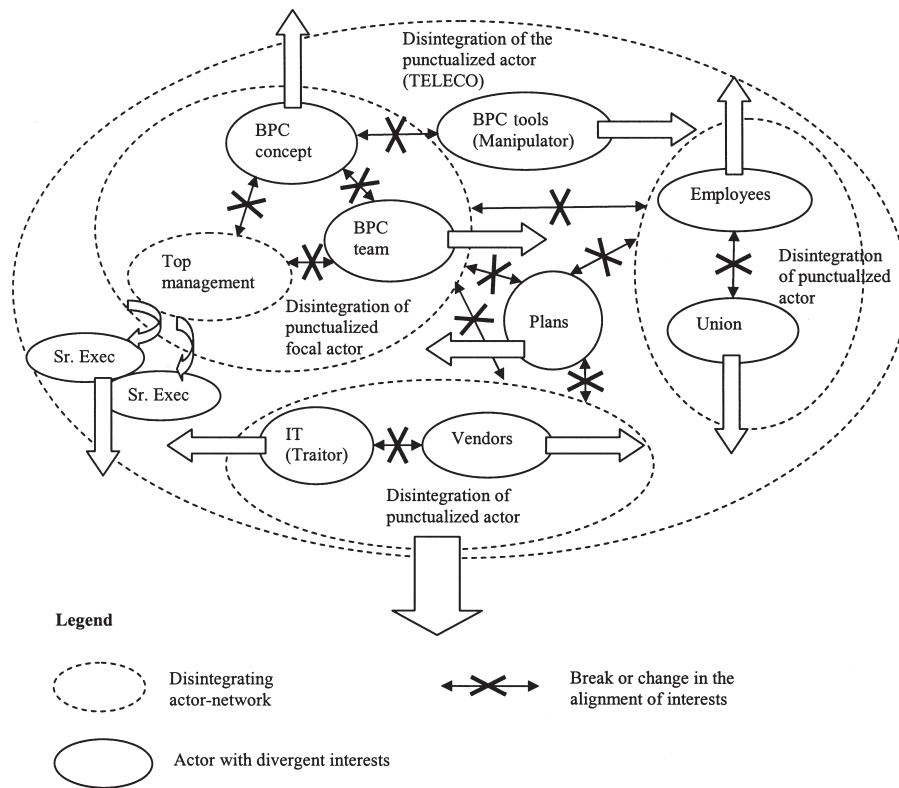 Disintegration of the
punctualized actor
(TELECO)
BPC
concept
BPC tools
(Manipulator)
Employees
BPC
team
Top
management
Disintegration of
punctualized
focal actor
Plans
Disintegration
of punctualized
actor
Union
Sr. Exec
Sr. Exec
IT
(Traitor)
Vendors
Disintegration of
punctualized actor
Legend
Disintegrating
actor-network
Break or change in the
alignment of interests
Actor with divergent interests